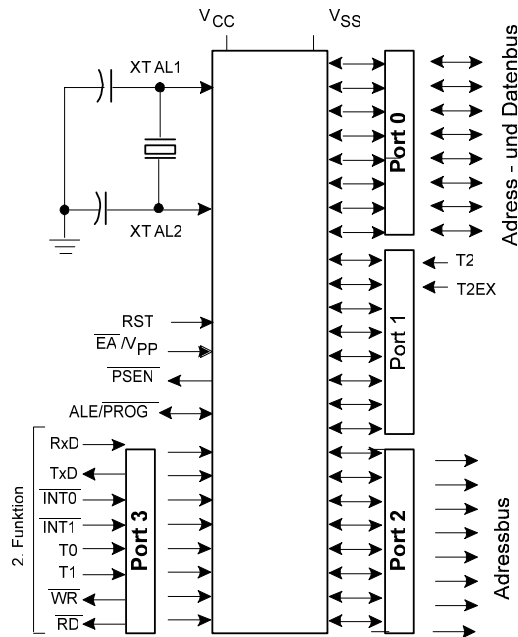 VCC
VSS
XTAL1
XTAL2
Port 0
Adress - und Datenbus
T2
T2EX
Port 1
RST
EA/VPP
PSEN
ALE/PROG
2. Funktion
RxD
TxD
INT0
INT1
T0
T1
WR
RD
Port 3
Port 2
Adressbus